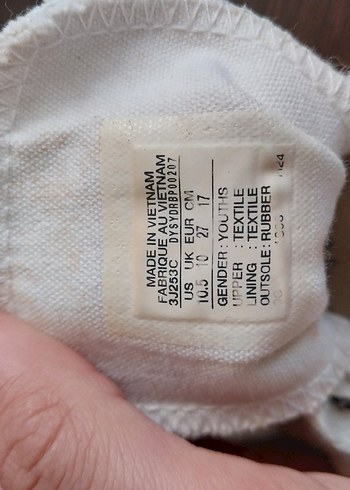 MADE IN VIETNAM
FABRIQUE AU VIETNAM
3J253C DYSYDRBP00207
US UK EUR CM
10.5 10 27 17
GENDER : YOUTHS
UPPER : TEXTILE
LINING : TEXTILE
OUTSOLE : RUBBER